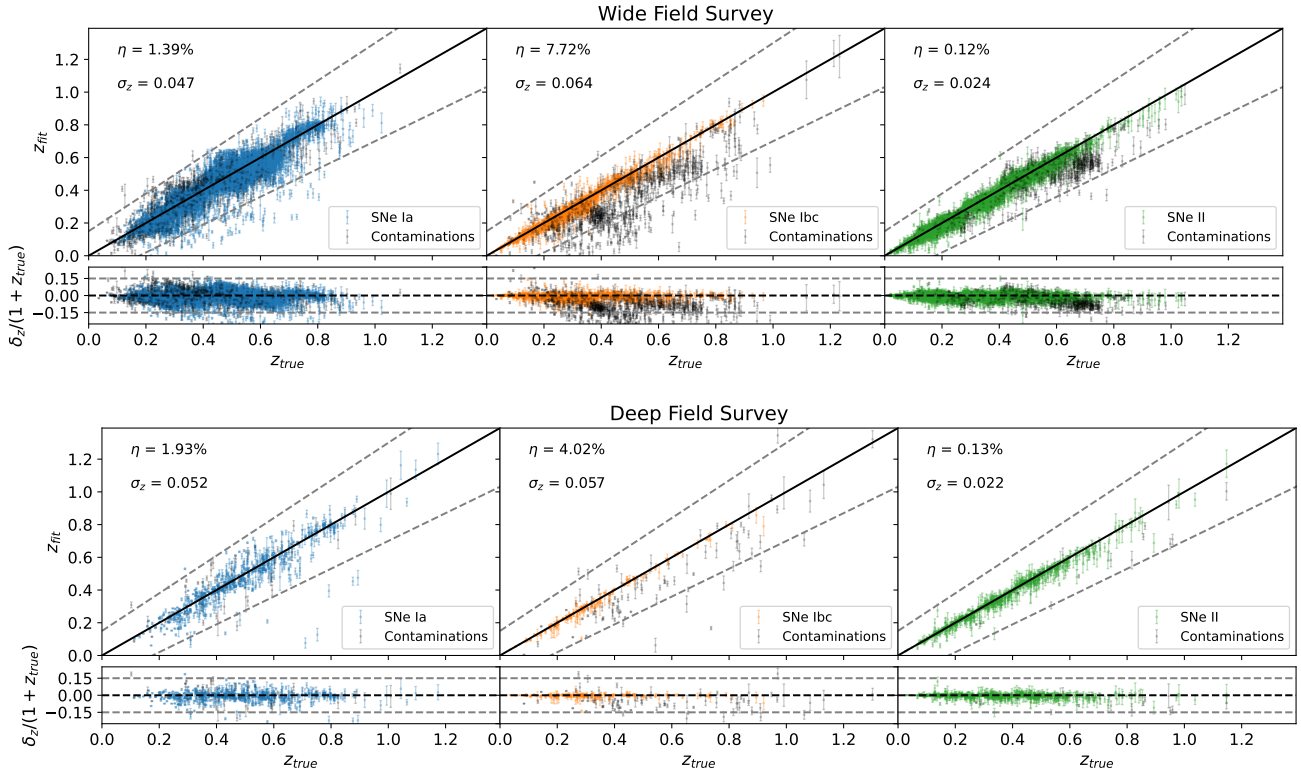 Wide Field Survey
η = 1.39%
σz = 0.047
η = 7.72%
σz = 0.064
η = 0.12%
σz = 0.024
zfit
1.2
1.0
0.8
0.6
0.4
0.2
0.0
SNe Ia
Contaminations
SNe Ibc
Contaminations
SNe II
Contaminations
δz/(1 + ztrue)
0.15
0.00
−0.15
0.0 0.2 0.4 0.6 0.8 1.0 1.2 0.0 0.2 0.4 0.6 0.8 1.0 1.2 0.0 0.2 0.4 0.6 0.8 1.0 1.2
ztrue ztrue ztrue
Deep Field Survey
η = 1.93%
σz = 0.052
η = 4.02%
σz = 0.057
η = 0.13%
σz = 0.022
zfit
1.2
1.0
0.8
0.6
0.4
0.2
0.0
SNe Ia
Contaminations
SNe Ibc
Contaminations
SNe II
Contaminations
δz/(1 + ztrue)
0.15
0.00
−0.15
0.0 0.2 0.4 0.6 0.8 1.0 1.2 0.0 0.2 0.4 0.6 0.8 1.0 1.2 0.0 0.2 0.4 0.6 0.8 1.0 1.2
ztrue ztrue ztrue